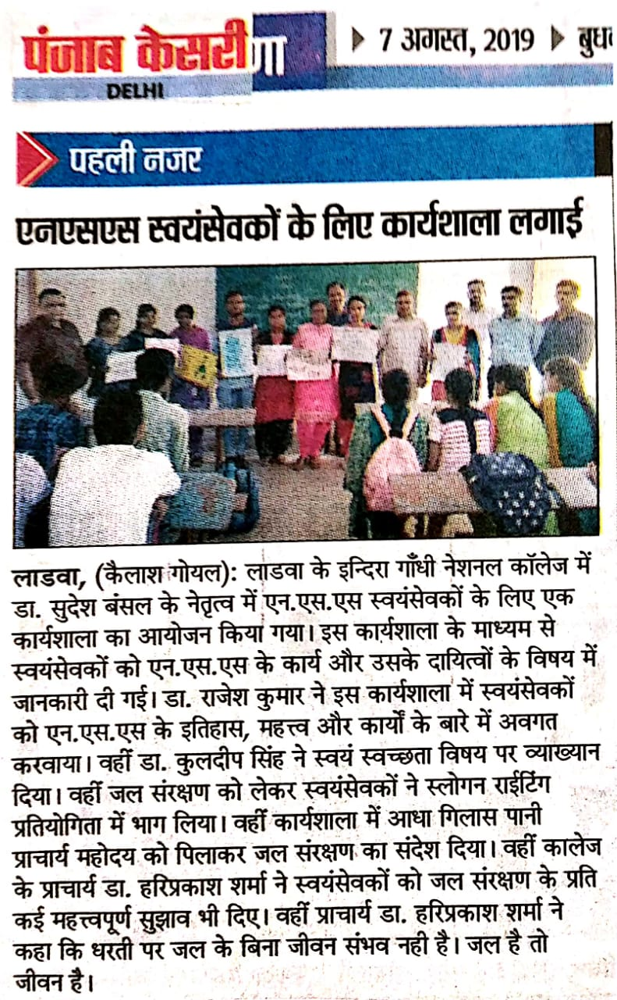 पंजाब केसरी
गा
DELHI
7 अगस्त, 2019
पहली नजर
एनएसएस स्वयंसेवकों के लिए कार्यशाला लगाई
लाडवा, (कैलाश गोयल): लाडवा के इन्दिरा गाँधी नेशनल कॉलेज में
डा. सुदेश बंसल के नेतृत्व में एन.एस.एस स्वयंसेवकों के लिए एक
कार्यशाला का आयोजन किया गया। इस कार्यशाला के माध्यम से
स्वयंसेवकों को एन.एस.एस के कार्य और उसके दायित्वों के विषय में
जानकारी दी गई। डा. राजेश कुमार ने इस कार्यशाला में स्वयंसेवकों
को एन.एस.एस के इतिहास, महत्त्व और कार्यों के बारे में अवगत
करवाया। वहीं डा. कुलदीप सिंह ने स्वयं स्वच्छता विषय पर व्याख्यान
दिया। वहीं जल संरक्षण को लेकर स्वयंसेवकों ने स्लोगन राईटिंग
प्रतियोगिता में भाग लिया। वहीं कार्यशाला में आधा गिलास पानी
प्राचार्य महोदय को पिलाकर जल संरक्षण का संदेश दिया। वहीं कालेज
के प्राचार्य डा. हरिप्रकाश शर्मा ने स्वयंसेवकों को जल संरक्षण के प्रति
कई महत्त्वपूर्ण सुझाव भी दिए। वहीं प्राचार्य डा. हरिप्रकाश शर्मा ने
कहा कि धरती पर जल के बिना जीवन संभव नही है। जल है तो
जीवन है।